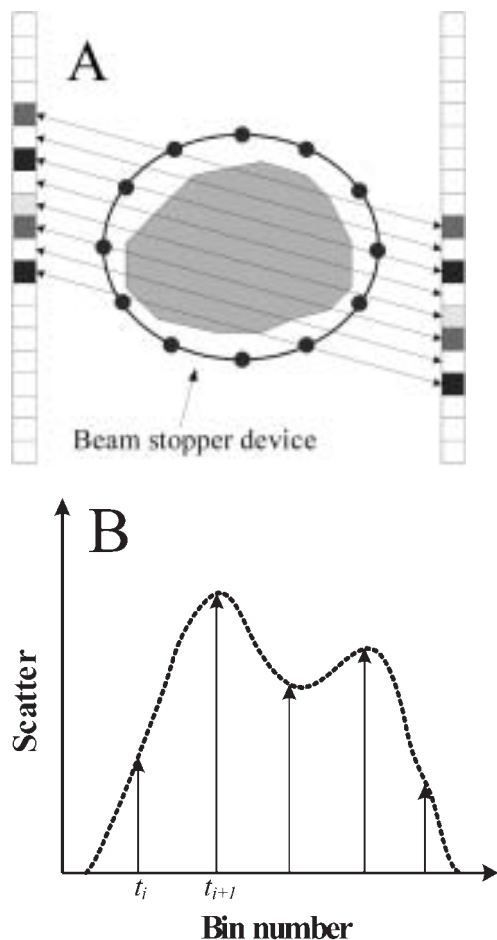 A
Beam stopper device
B
Scatter
t_i
t_{i+1}
Bin number